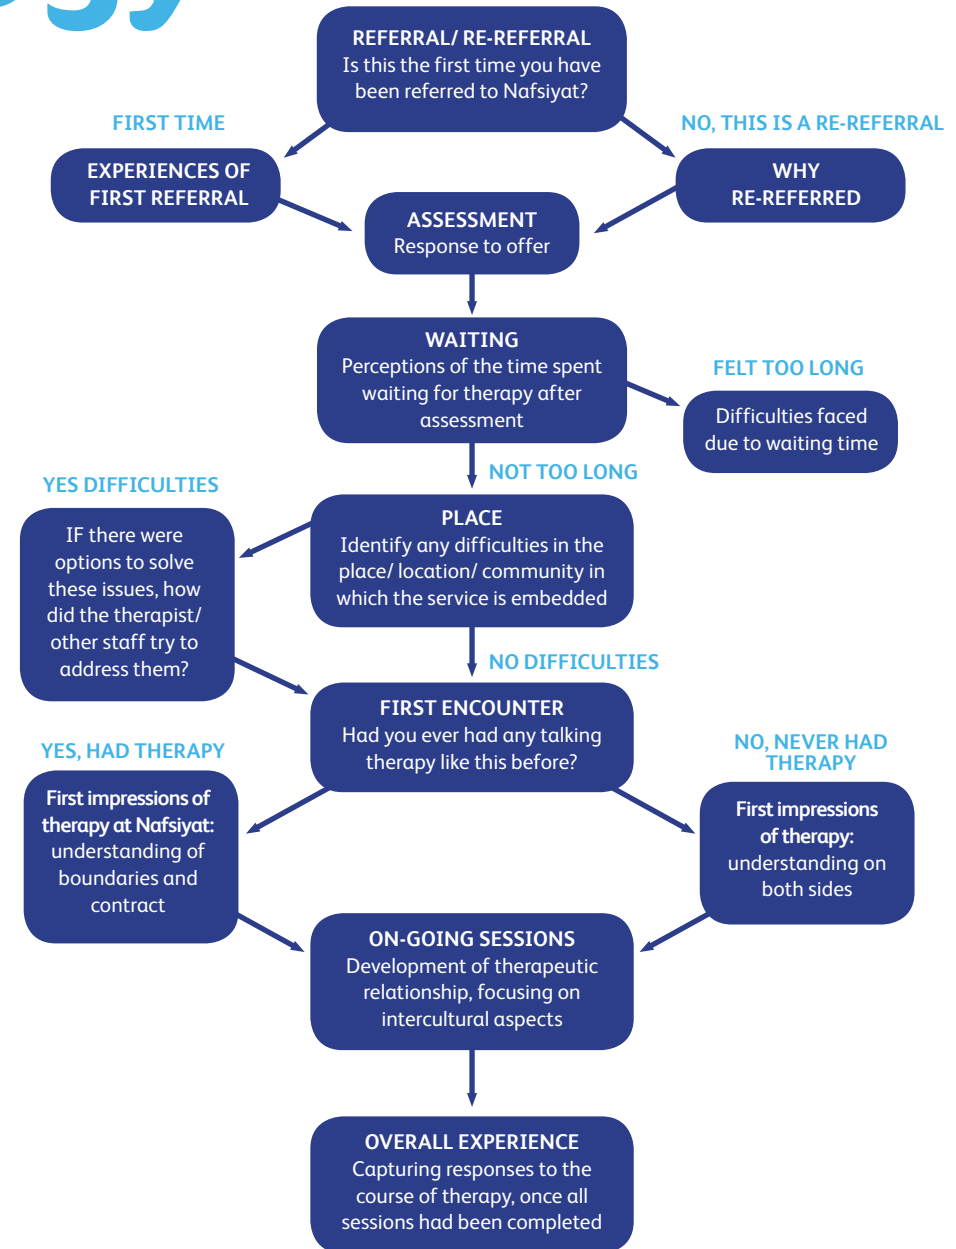 REFERRAL/ RE-REFERRAL
Is this the first time you have
been referred to Nafsiyat?
FIRST TIME
NO, THIS IS A RE-REFERRAL
EXPERIENCES OF
FIRST REFERRAL
WHY
RE-REFERRED
ASSESSMENT
Response to offer
WAITING
Perceptions of the time spent
waiting for therapy after
assessment
FELT TOO LONG
Difficulties faced
due to waiting time
NOT TOO LONG
YES DIFFICULTIES
PLACE
Identify any difficulties in the
place/ location/ community in
which the service is embedded
IF there were
options to solve
these issues, how
did the therapist/
other staff try to
address them?
NO DIFFICULTIES
FIRST ENCOUNTER
Had you ever had any talking
therapy like this before?
YES, HAD THERAPY
NO, NEVER HAD
THERAPY
First impressions of
therapy at Nafsiyat:
understanding of
boundaries and
contract
First impressions
of therapy:
understanding on
both sides
ON-GOING SESSIONS
Development of therapeutic
relationship, focusing on
intercultural aspects
OVERALL EXPERIENCE
Capturing responses to the
course of therapy, once all
sessions had been completed